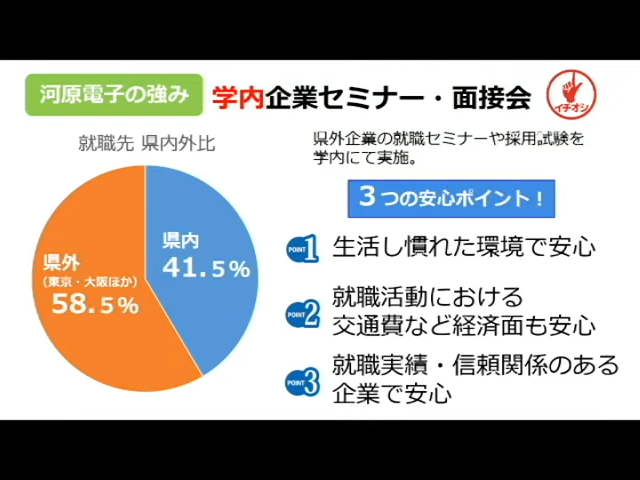 河原電子の強み
学内企業セミナー・面接会
イチオシ
就職先 県内外比
県外企業の就職セミナーや採用試験を
学内にて実施。
3つの安心ポイント！
県内
41.5%
県外
(東京・大阪ほか)
58.5%
POINT 1 生活し慣れた環境で安心
POINT 2 就職活動における
交通費など経済面も安心
POINT 3 就職実績・信頼関係のある
企業で安心